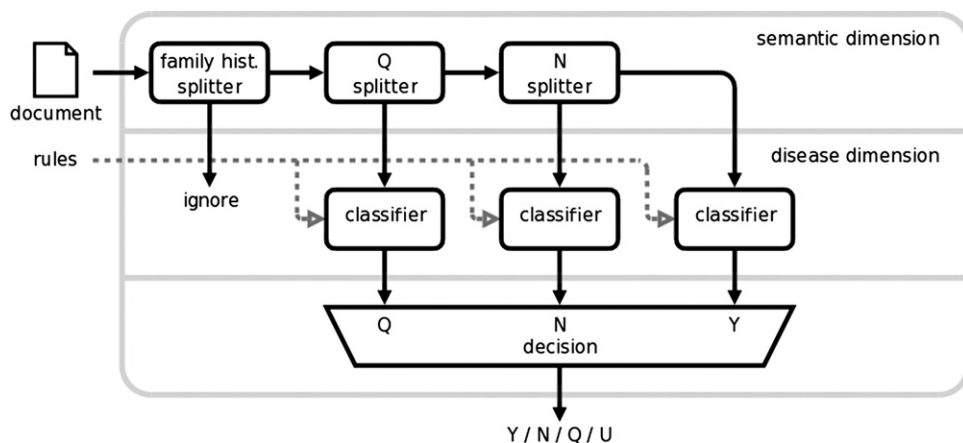 semantic dimension
family hist.
splitter
Q
splitter
N
splitter
document
rules
disease dimension
ignore
classifier
classifier
classifier
Q
N
Y
decision
Y / N / Q / U